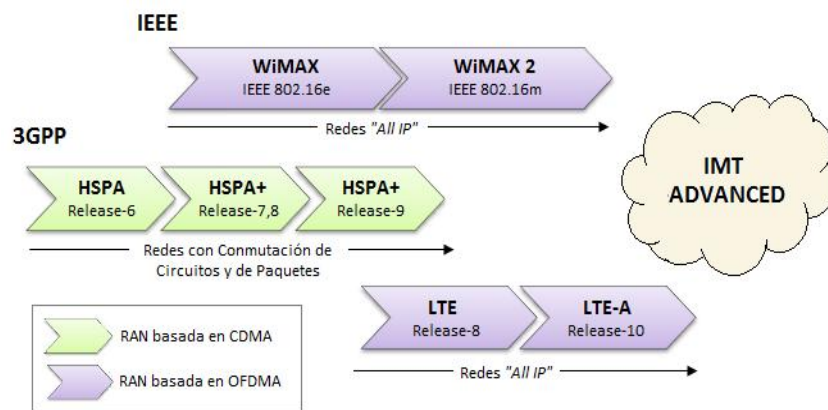 IEEE
WiMAX
IEEE 802.16e
WiMAX 2
IEEE 802.16m
Redes "All IP"
3GPP
HSPA
Release-6
HSPA+
Release-7,8
HSPA+
Release-9
Redes con Conmutación de
Circuitos y de Paquetes
IMT
ADVANCED
LTE
Release-8
LTE-A
Release-10
Redes "All IP"
RAN basada en CDMA
RAN basada en OFDMA